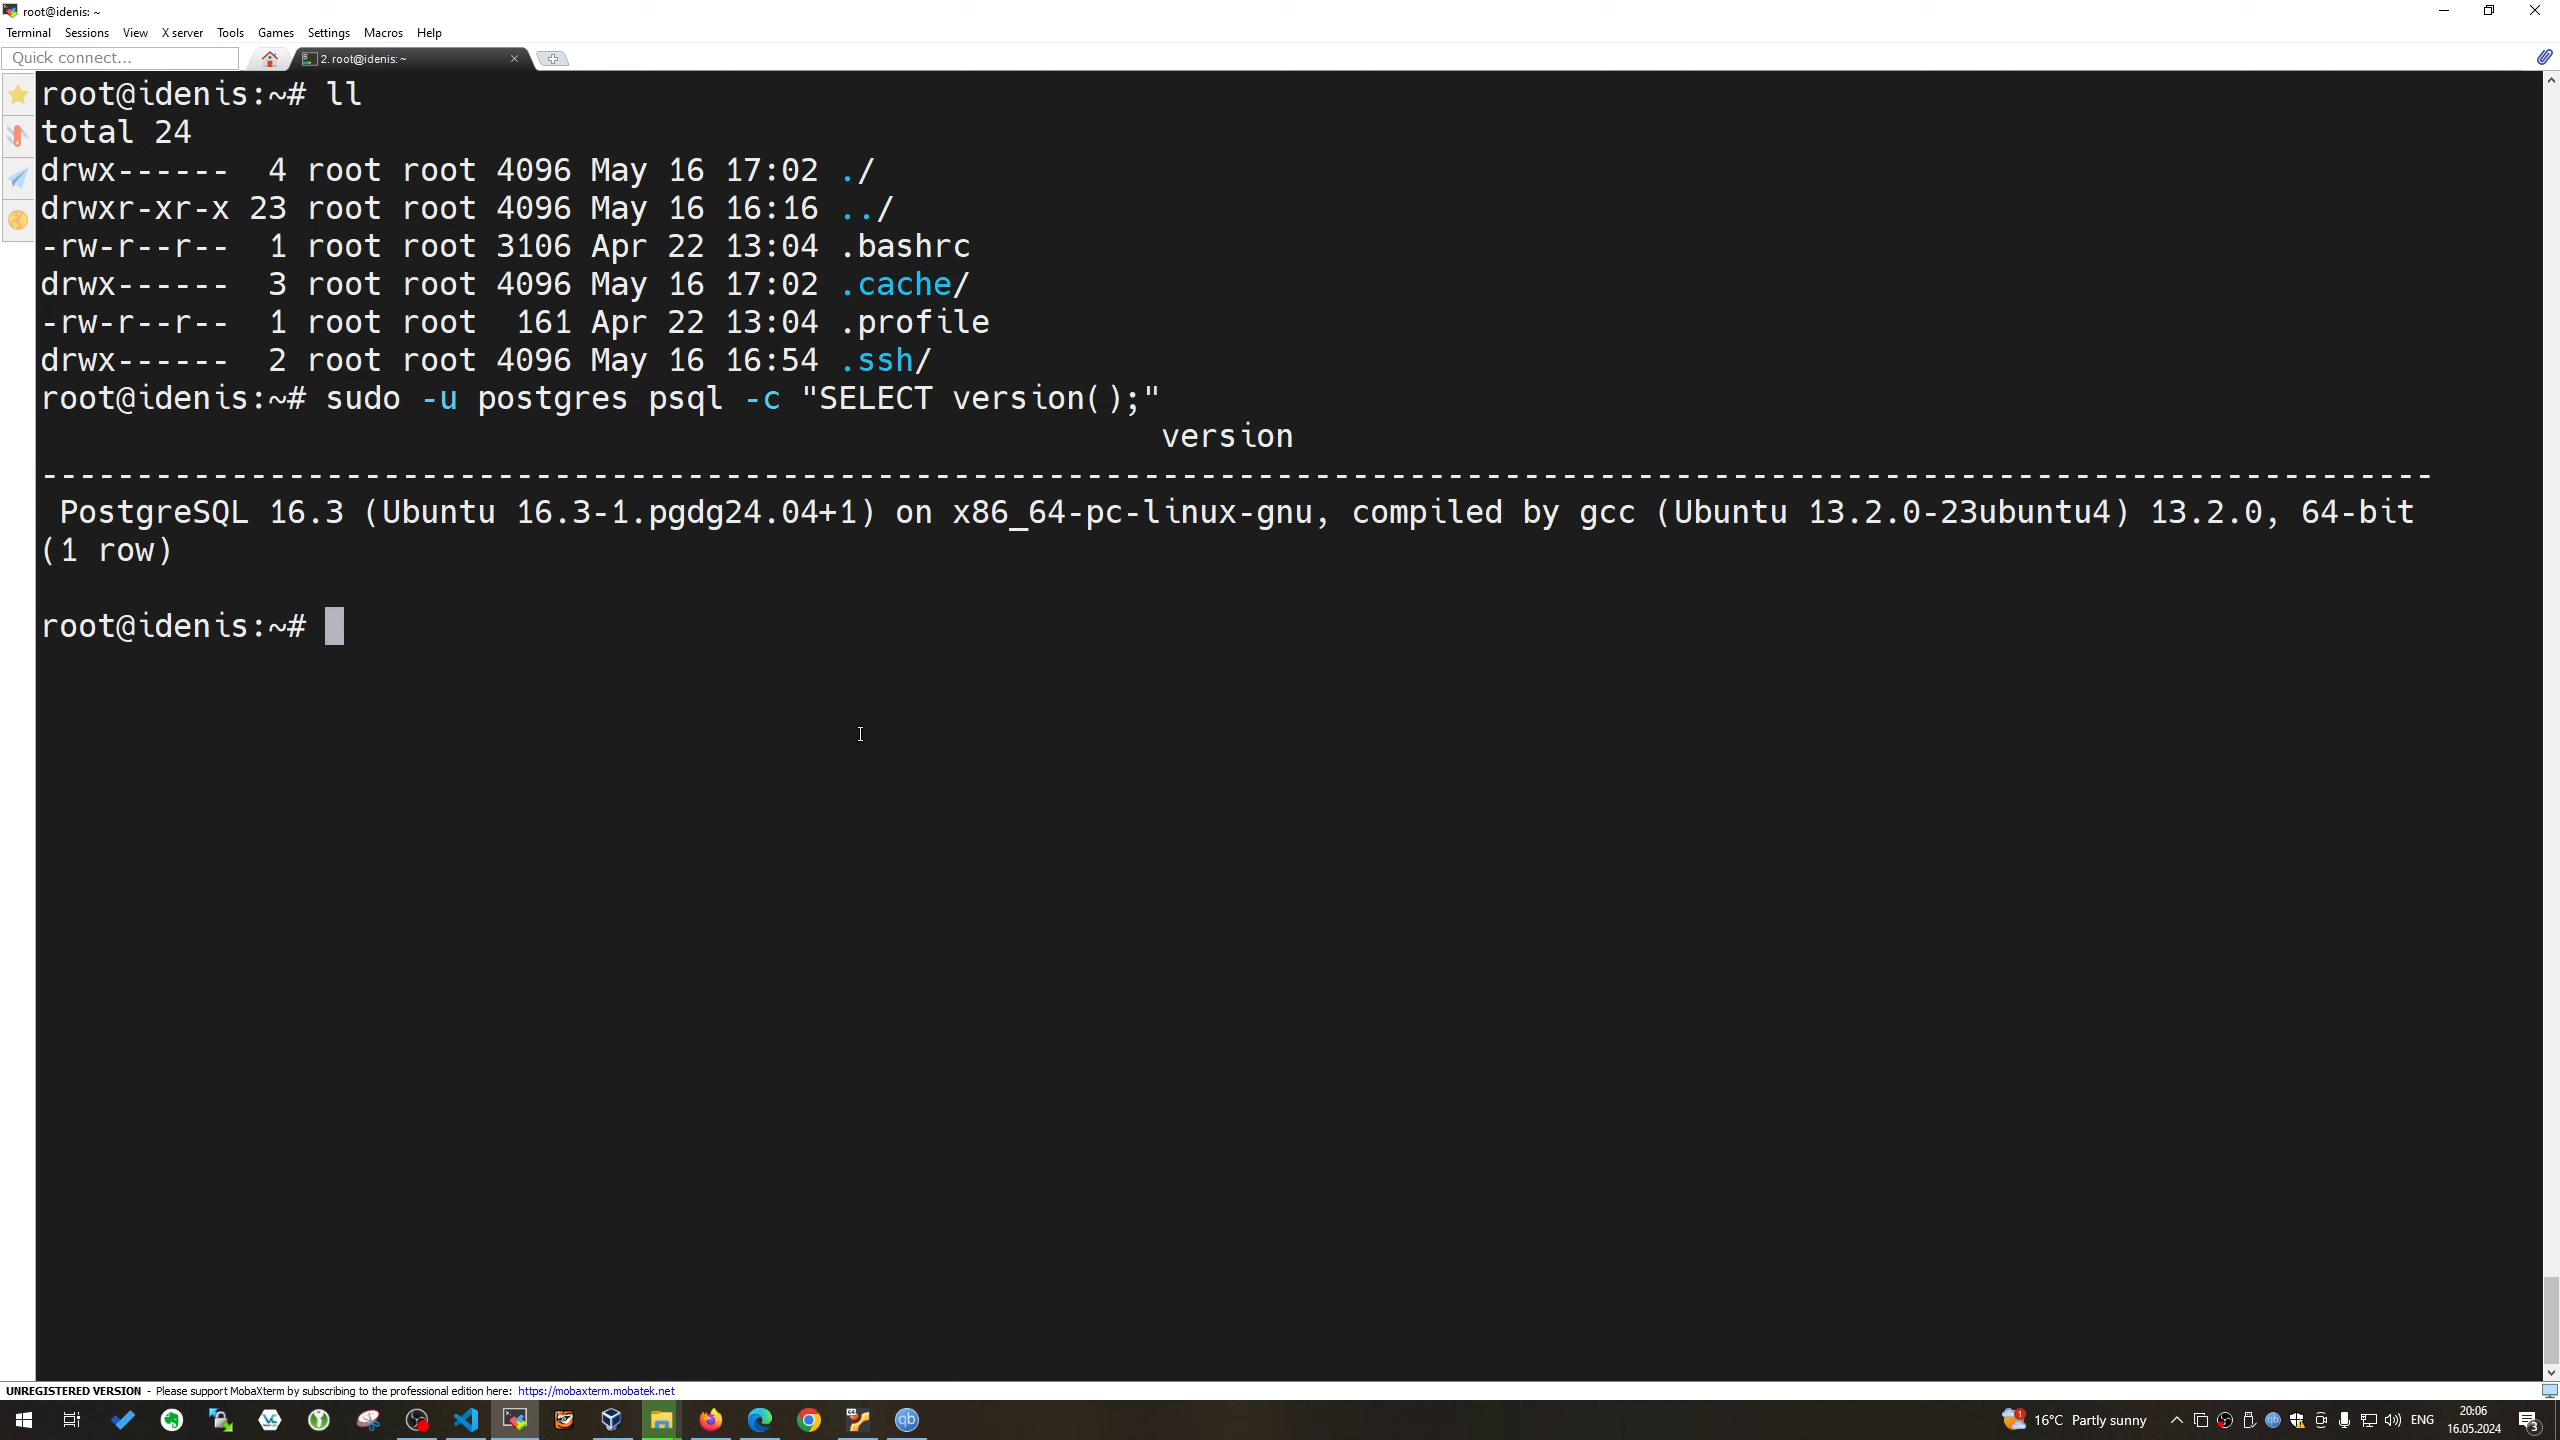 root@idenis: ~
Terminal Sessions View X server Tools Games Settings Macros Help
Quick connect... 2. root@idenis: ~
root@idenis:~# ll
total 24
drwx------  4 root root 4096 May 16 17:02 ./
drwxr-xr-x 23 root root 4096 May 16 16:16 ../
-rw-r--r--  1 root root 3106 Apr 22 13:04 .bashrc
drwx------  3 root root 4096 May 16 17:02 .cache/
-rw-r--r--  1 root root  161 Apr 22 13:04 .profile
drwx------  2 root root 4096 May 16 16:54 .ssh/
root@idenis:~# sudo -u postgres psql -c "SELECT version();"
version
-------------------------------------------------------------------------------------------------------------------------------
PostgreSQL 16.3 (Ubuntu 16.3-1.pgdg24.04+1) on x86_64-pc-linux-gnu, compiled by gcc (Ubuntu 13.2.0-23ubuntu4) 13.2.0, 64-bit
(1 row)
root@idenis:~#
UNREGISTERED VERSION - Please support MobaXterm by subscribing to the professional edition here: https://mobaxterm.mobatek.net
16°C Partly sunny ENG 20:06
16.05.2024 3